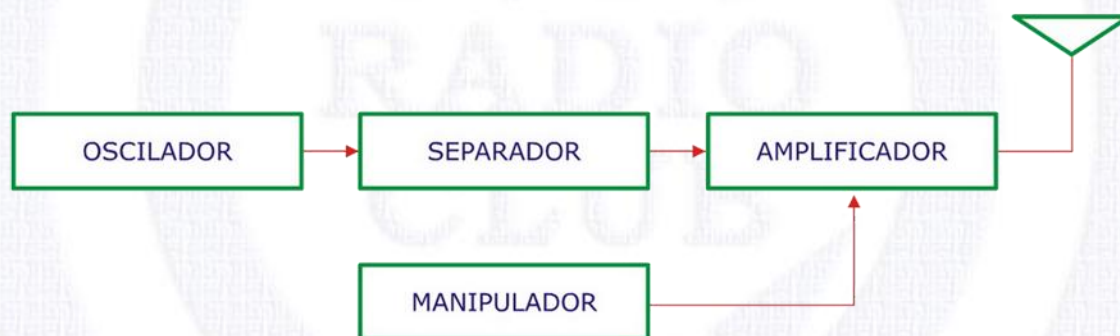 RADIO
CLUB
OSCILADOR
SEPARADOR
AMPLIFICADOR
MANIPULADOR